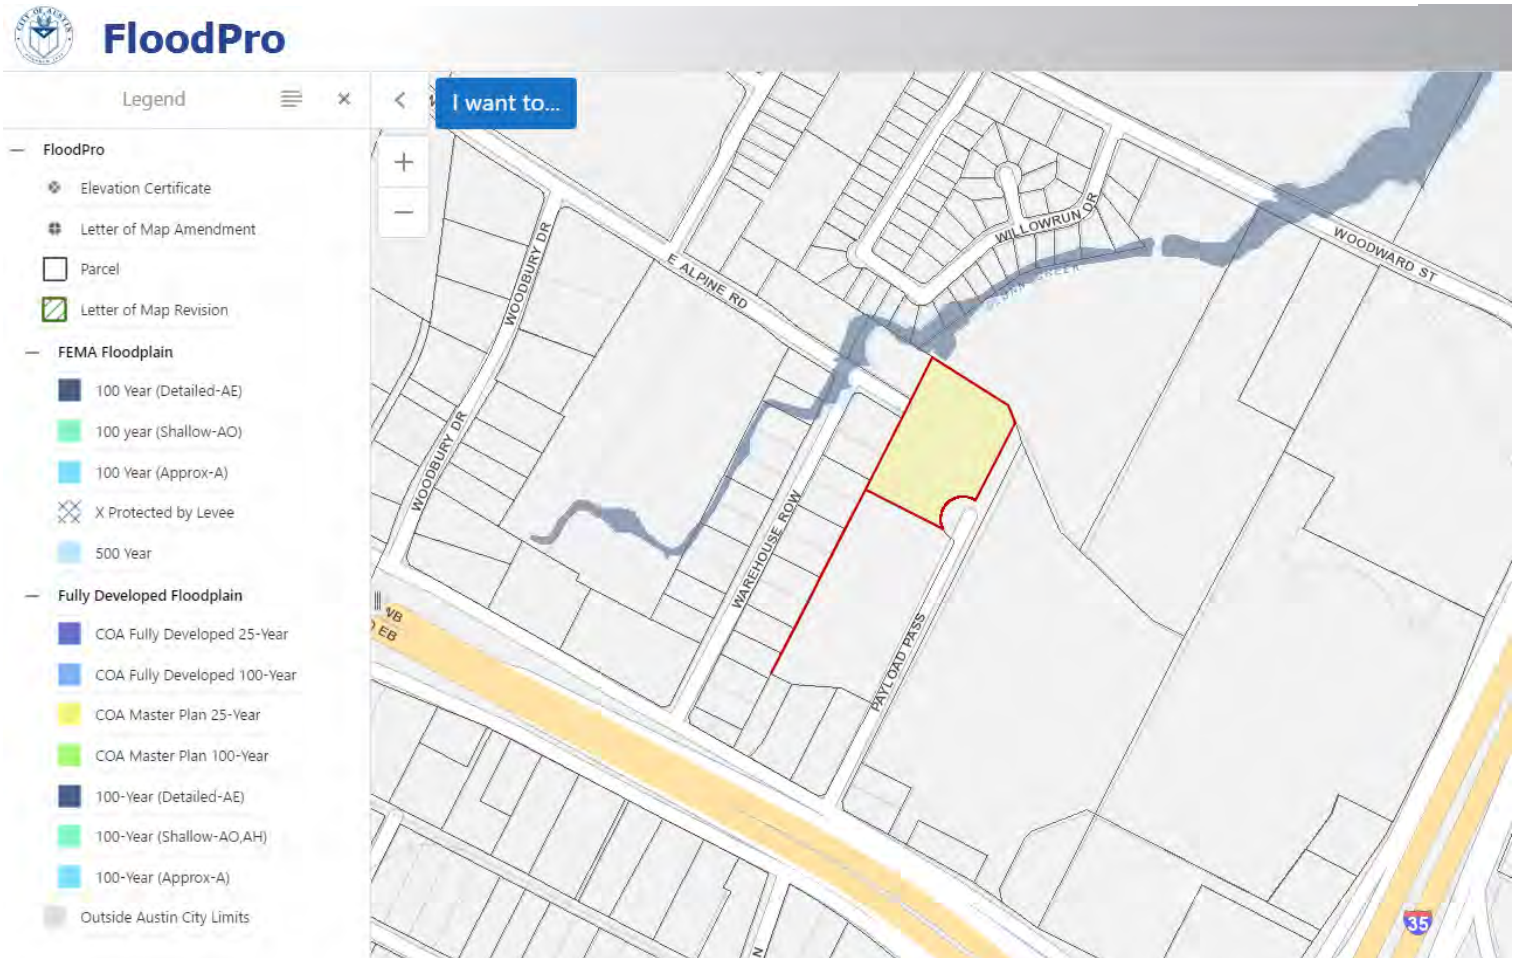 CITY OF AUSTIN
FloodPro
Legend
I want to...
FloodPro
Elevation Certificate
Letter of Map Amendment
Parcel
Letter of Map Revision
FEMA Floodplain
100 Year (Detailed-AE)
100 year (Shallow-AO)
100 Year (Approx-A)
X Protected by Levee
500 Year
Fully Developed Floodplain
COA Fully Developed 25-Year
COA Fully Developed 100-Year
COA Master Plan 25-Year
COA Master Plan 100-Year
100-Year (Detailed-AE)
100-Year (Shallow-AO,AH)
100-Year (Approx-A)
Outside Austin City Limits
WOODBURY DR
E ALPINE RD
WILLOWRUN DR
WOODWARD ST
WOODBURY DR
WAREHOUSE ROW
PAYLOAD PASS
WB
EB
35
N